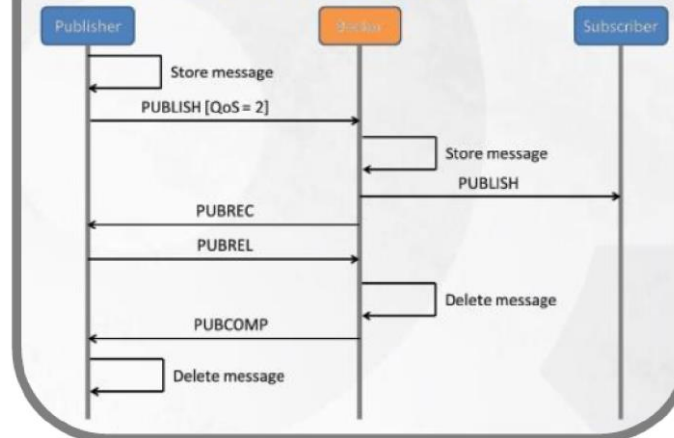 Publisher
Subscriber
Store message
PUBLISH [QoS = 2]
Store message
PUBLISH
PUBREC
PUBREL
Delete message
PUBCOMP
Delete message